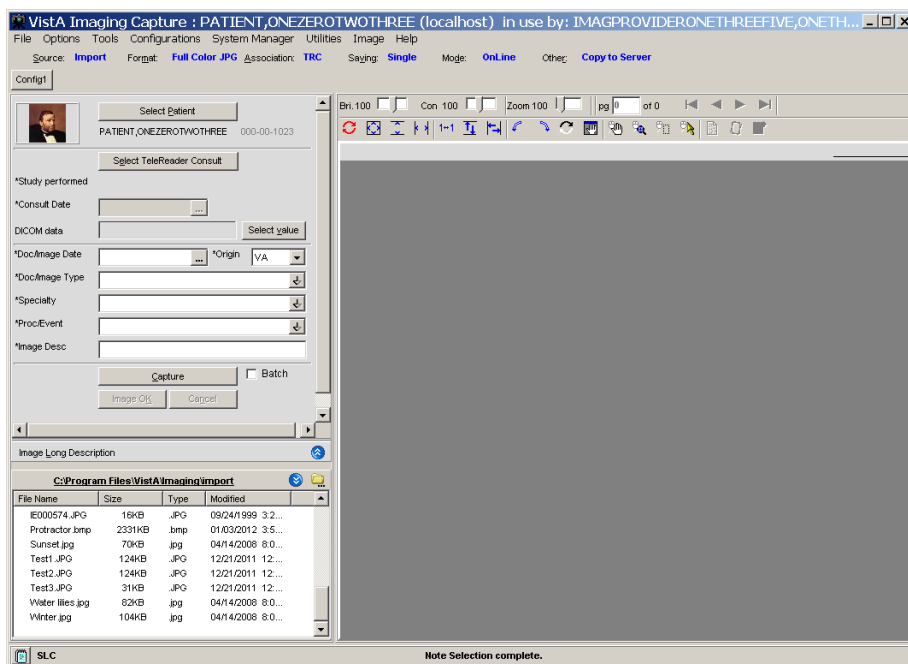 VistA Imaging Capture : PATIENT,ONEZEROTWOTHREE (localhost) in use by: IMAGPROVIDERONETHREEFIVE,ONETH...
File Options Tools Configurations System Manager Utilities Image Help
Source: Import Format: Full Color JPG Association: TRC Saving: Single Mode: OnLine Other: Copy to Server
Config1
Select Patient
PATIENT,ONEZEROTWOTHREE 000-00-1023
Bri. 100 Con 100 Zoom 100 pg 0 of 0
1~1
Select TeleReader Consult
*Study performed
*Consult Date ...
DICOM data Select value
*Doc/Image Date ... *Origin VA
*Doc/Image Type
*Specialty
*Proc/Event
*Image Desc
Capture Batch
Image OK Cancel
Image Long Description
C:\Program Files\VistA\Imaging\import
File Name Size Type Modified
IE000574.JPG 16KB .JPG 09/24/1999 3:2...
Protractor.bmp 2331KB .bmp 01/03/2012 3:5...
Sunset.jpg 70KB .jpg 04/14/2008 8:0...
Test1.JPG 124KB .JPG 12/21/2011 12:...
Test2.JPG 124KB .JPG 12/21/2011 12:...
Test3.JPG 31KB .JPG 12/21/2011 12:...
Water lilies.jpg 82KB .jpg 04/14/2008 8:0...
Winter.jpg 104KB .jpg 04/14/2008 8:0...
SLC Note Selection complete.